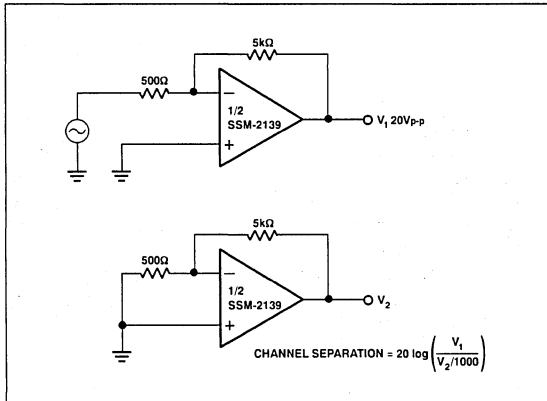 5kΩ
500Ω
−
1/2
SSM-2139
+
V₁ 20Vp-p
5kΩ
500Ω
−
1/2
SSM-2139
+
V₂
CHANNEL SEPARATION = 20 log (V₁ / V₂/1000)